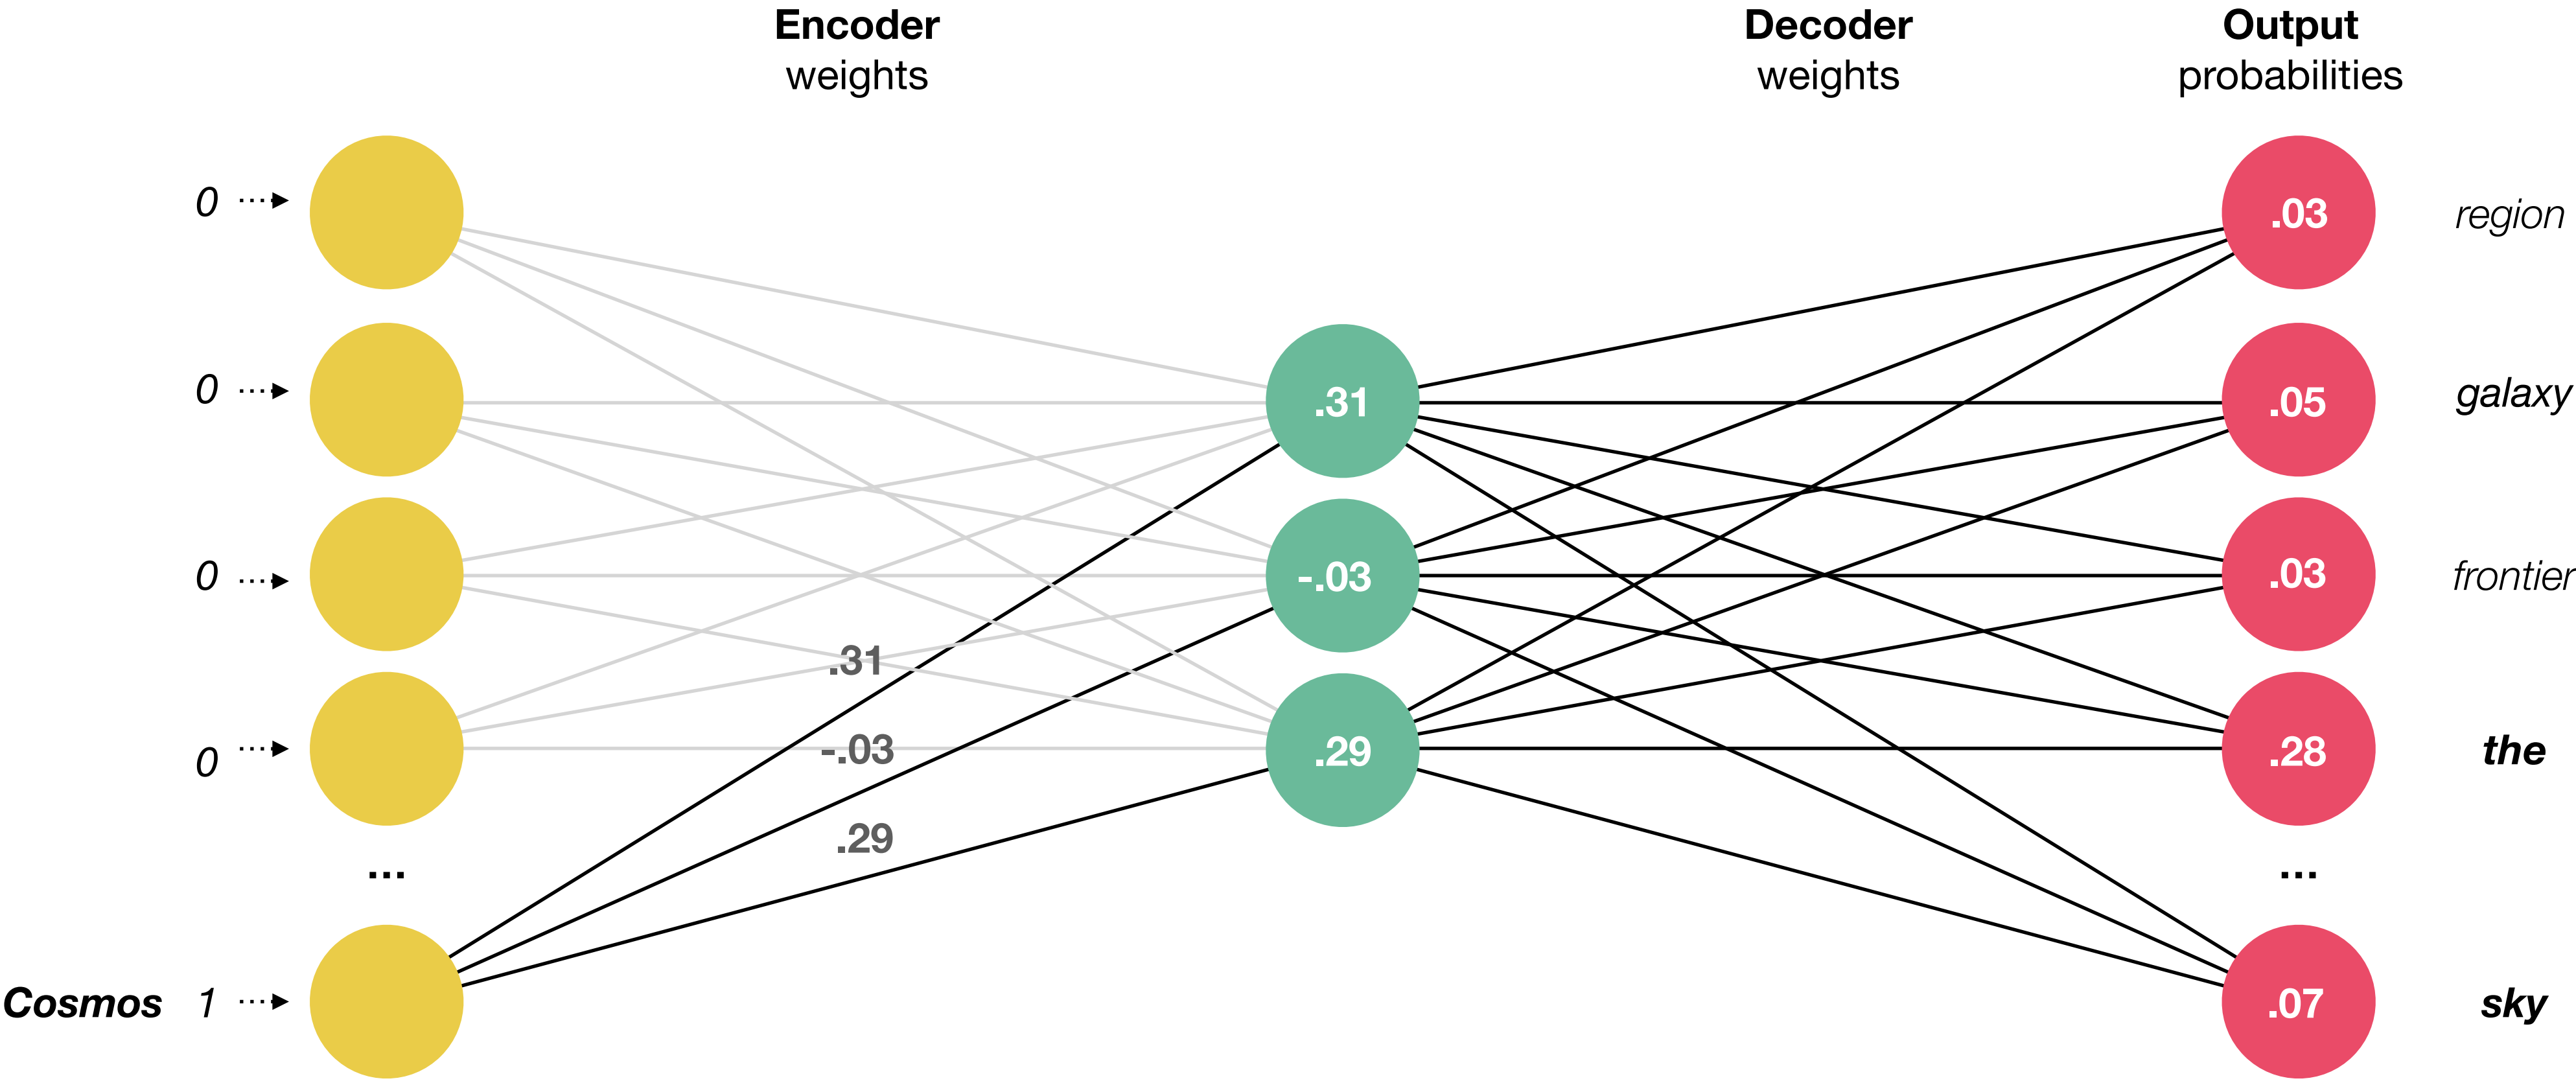 Encoder
weights
Decoder
weights
Output
probabilities
0
.03
region
0
.31
.05
galaxy
0
-.03
.03
frontier
.31
0
-.03
.29
.28
the
.29
...
...
Cosmos 1
.07
sky